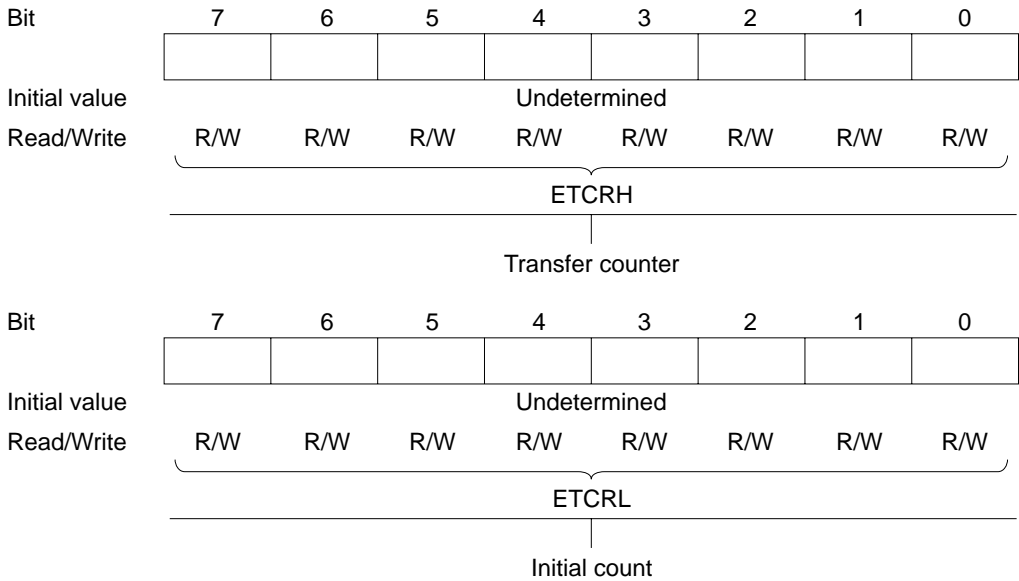 Bit 7 6 5 4 3 2 1 0
Initial value Undetermined
Read/Write R/W R/W R/W R/W R/W R/W R/W R/W
ETCRH
Transfer counter
Bit 7 6 5 4 3 2 1 0
Initial value Undetermined
Read/Write R/W R/W R/W R/W R/W R/W R/W R/W
ETCRL
Initial count